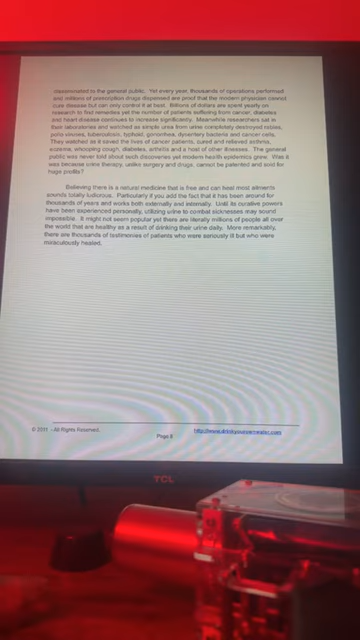 disseminated to the general public. Yet every year, thousands of operations performed
and millions of prescription drugs dispensed are proof that the modern physician cannot
cure disease but can only control it at best. Billions of dollars are spent yearly on
research to find remedies yet the number of patients suffering from cancer, diabetes
and heart disease continues to increase significantly. Meanwhile researchers sat in
their laboratories and watched as simple urea from urine completely destroyed rabies,
polio viruses, tuberculosis, typhoid, gonorrhea, dysentery bacteria and cancer cells.
They watched as it saved the lives of cancer patients, cured and relieved asthma,
eczema, whooping cough, diabetes, arthritis and a host of other diseases. The general
public was never told about such discoveries yet modern health epidemics grew. Was it
was because urine therapy, unlike surgery and drugs, cannot be patented and sold for
huge profits?
Believing there is a natural medicine that is free and can heal most ailments
sounds totally ludicrous. Particularly if you add the fact that it has been around for
thousands of years and works both externally and internally. Until its curative powers
have been experienced personally, utilizing urine to combat sicknesses may sound
impossible. It might not seem popular yet there are literally millions of people all over
the world that are healthy as a result of drinking their urine daily. More remarkably,
there are thousands of testimonies of patients who were seriously ill but who were
miraculously healed.
© 2011 - All Rights Reserved. http://www.drinkyourownwater.com
Page 8
TCL